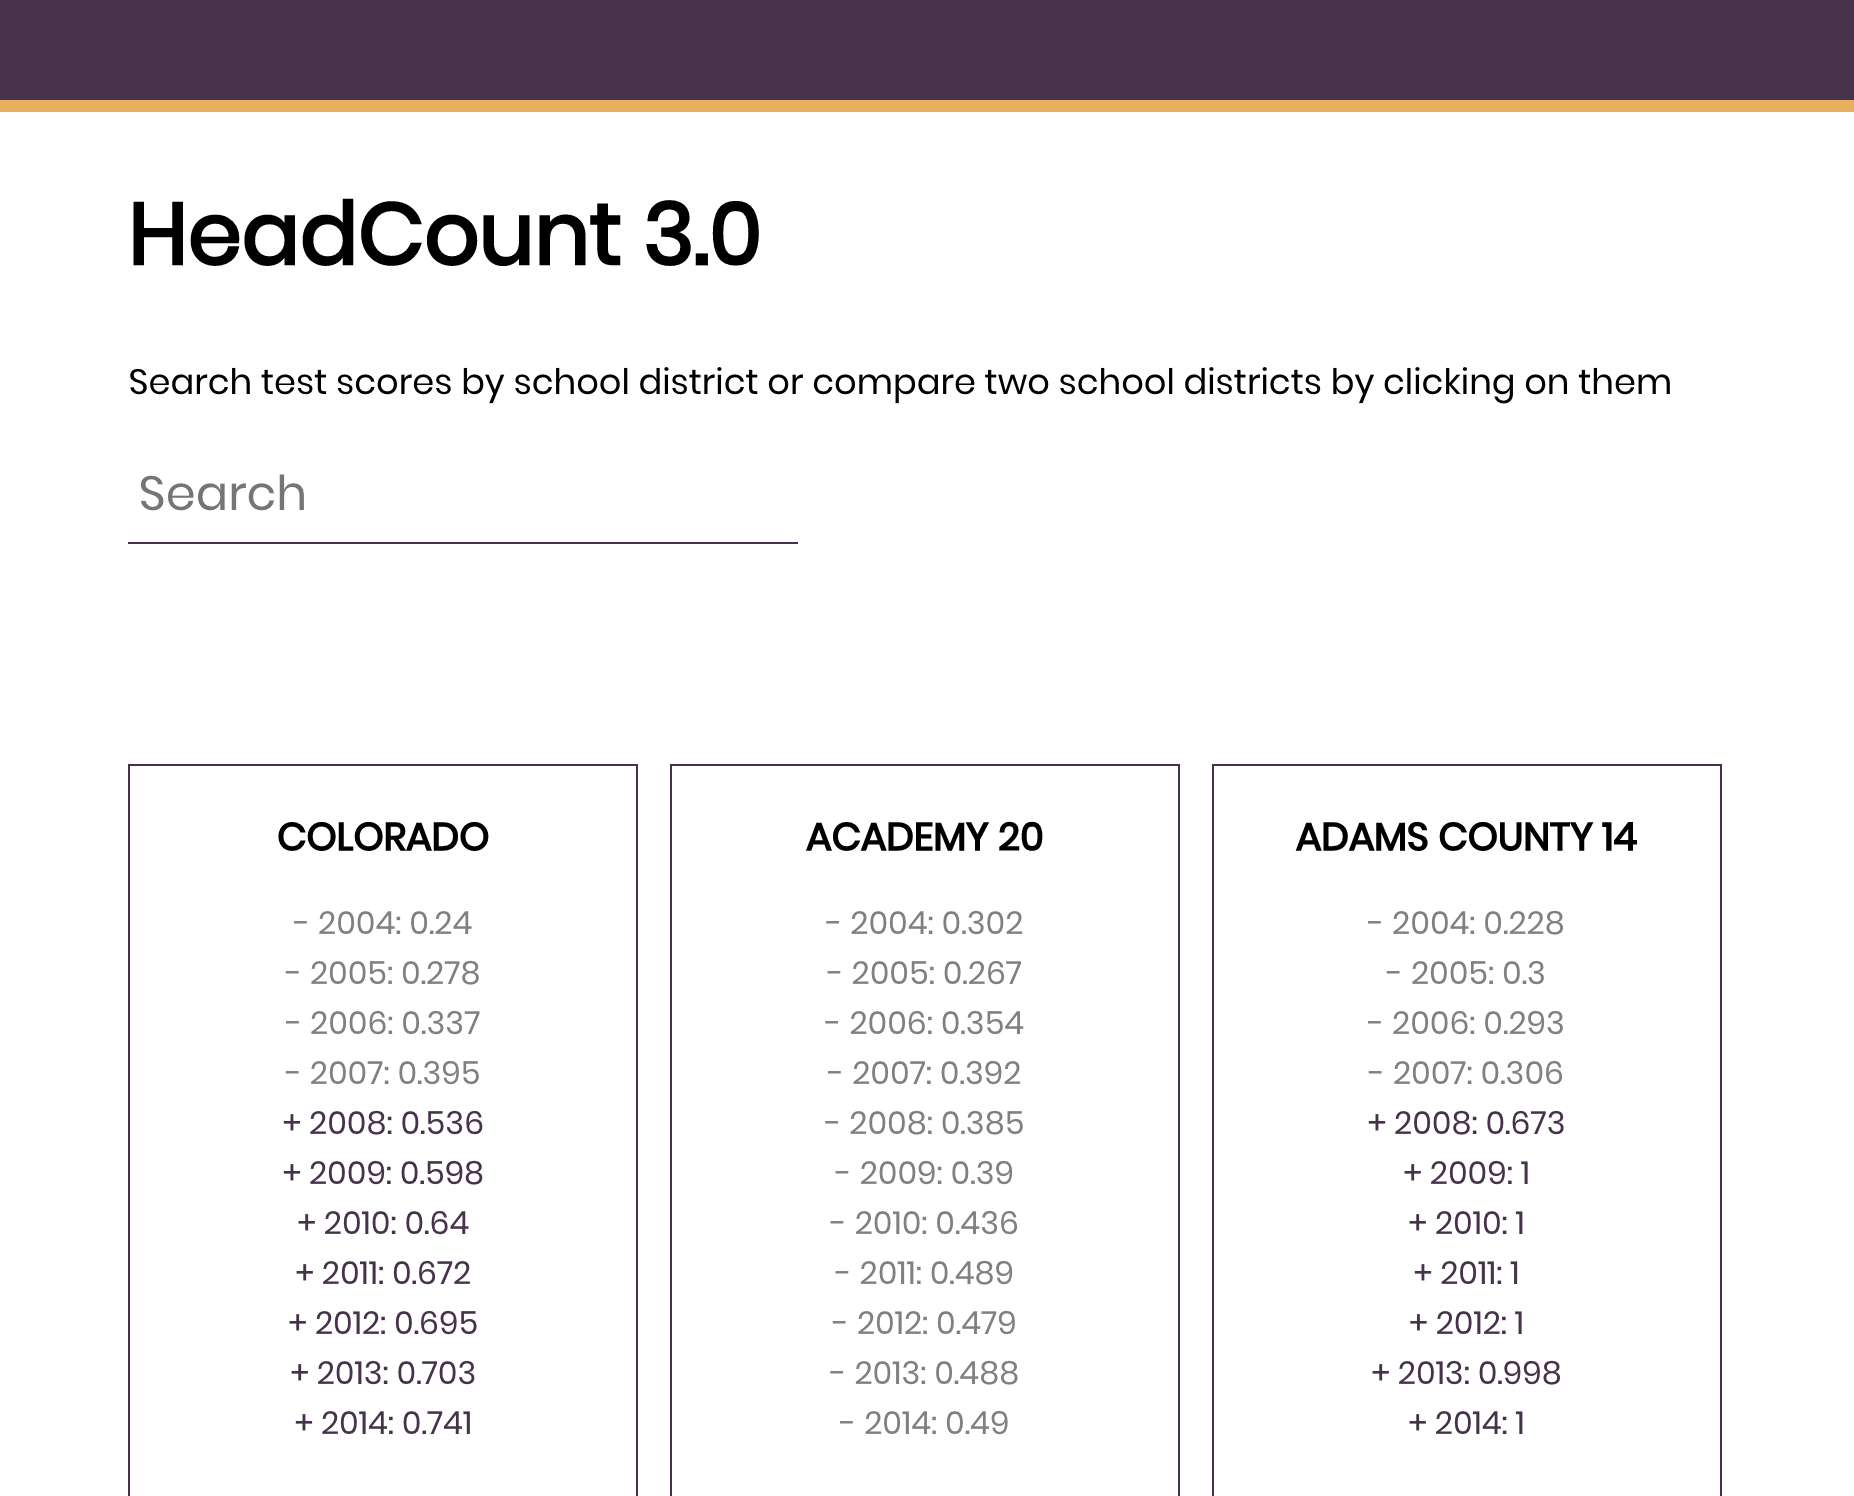 HeadCount 3.0
Search test scores by school district or compare two school districts by clicking on them
Search
COLORADO
- 2004: 0.24
- 2005: 0.278
- 2006: 0.337
- 2007: 0.395
+ 2008: 0.536
+ 2009: 0.598
+ 2010: 0.64
+ 2011: 0.672
+ 2012: 0.695
+ 2013: 0.703
+ 2014: 0.741
ACADEMY 20
- 2004: 0.302
- 2005: 0.267
- 2006: 0.354
- 2007: 0.392
- 2008: 0.385
- 2009: 0.39
- 2010: 0.436
- 2011: 0.489
- 2012: 0.479
- 2013: 0.488
- 2014: 0.49
ADAMS COUNTY 14
- 2004: 0.228
- 2005: 0.3
- 2006: 0.293
- 2007: 0.306
+ 2008: 0.673
+ 2009: 1
+ 2010: 1
+ 2011: 1
+ 2012: 1
+ 2013: 0.998
+ 2014: 1